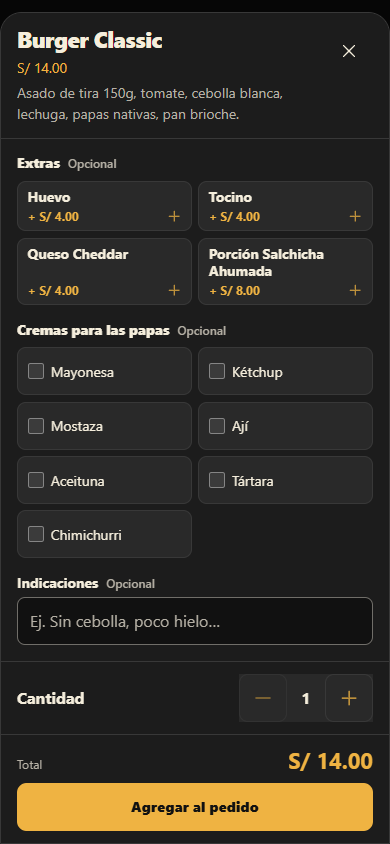 Burger Classic
S/ 14.00
Asado de tira 150g, tomate, cebolla blanca,
lechuga, papas nativas, pan brioche.
Extras Opcional
Huevo
+ S/ 4.00 +
Tocino
+ S/ 4.00 +
Queso Cheddar
+ S/ 4.00 +
Porción Salchicha
Ahumada
+ S/ 8.00 +
Cremas para las papas Opcional
Mayonesa
Kétchup
Mostaza
Ají
Aceituna
Tártara
Chimichurri
Indicaciones Opcional
Ej. Sin cebolla, poco hielo...
Cantidad − 1 +
Total S/ 14.00
Agregar al pedido